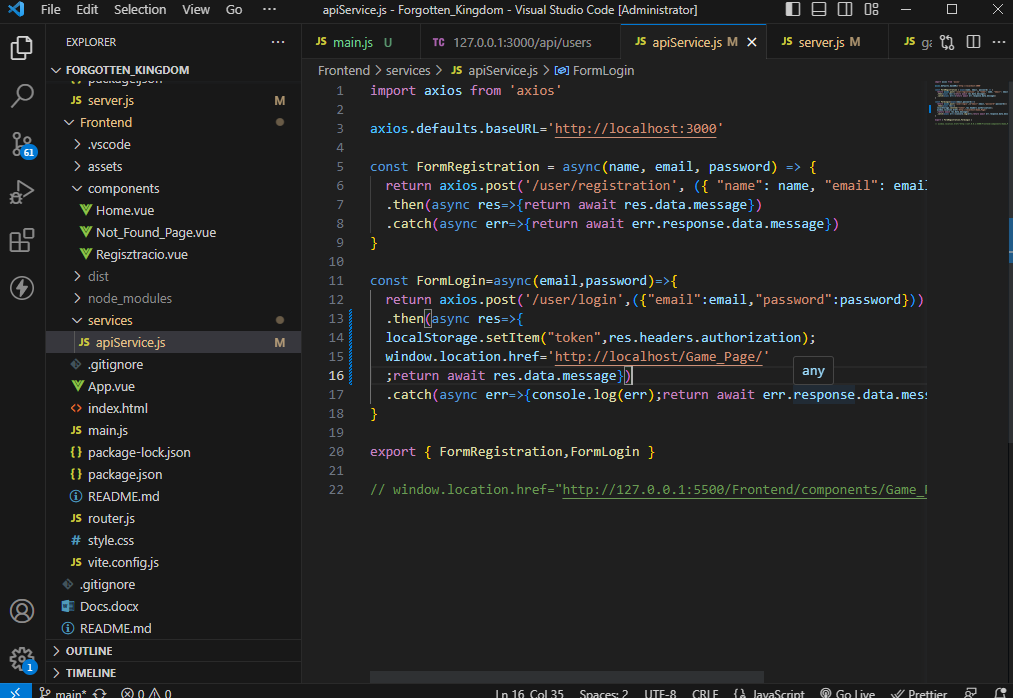 File Edit Selection View Go ··· apiService.js - Forgotten_Kingdom - Visual Studio Code [Administrator]
EXPLORER ···
FORGOTTEN_KINGDOM
package.json
JS server.js M
Frontend
.vscode
assets
components
Home.vue
Not_Found_Page.vue
Regisztracio.vue
dist
node_modules
services
JS apiService.js M
.gitignore
App.vue
index.html
JS main.js
{} package-lock.json
{} package.json
README.md
JS router.js
# style.css
JS vite.config.js
.gitignore
Docs.docx
README.md
OUTLINE
TIMELINE
61
1
JS main.js U TC 127.0.0.1:3000/api/users JS apiService.js M JS server.js M JS ga ···
Frontend > services > JS apiService.js > FormLogin
1 import axios from 'axios'
2
3 axios.defaults.baseURL='http://localhost:3000'
4
5 const FormRegistration = async(name, email, password) => {
6 return axios.post('/user/registration', ({ "name": name, "email": email
7 .then(async res=>{return await res.data.message})
8 .catch(async err=>{return await err.response.data.message})
9 }
10
11 const FormLogin=async(email,password)=>{
12 return axios.post('/user/login',({"email":email,"password":password}))
13 .then(async res=>{
14 localStorage.setItem("token",res.headers.authorization);
15 window.location.href='http://localhost/Game_Page/'
16 ;return await res.data.message})
any
17 .catch(async err=>{console.log(err);return await err.response.data.mess
18 }
19
20 export { FormRegistration,FormLogin }
21
22 // window.location.href="http://127.0.0.1:5500/Frontend/components/Game_
main* 0 0 Ln 16, Col 35 Spaces: 2 UTF-8 CRLF {} JavaScript Go Live Prettier